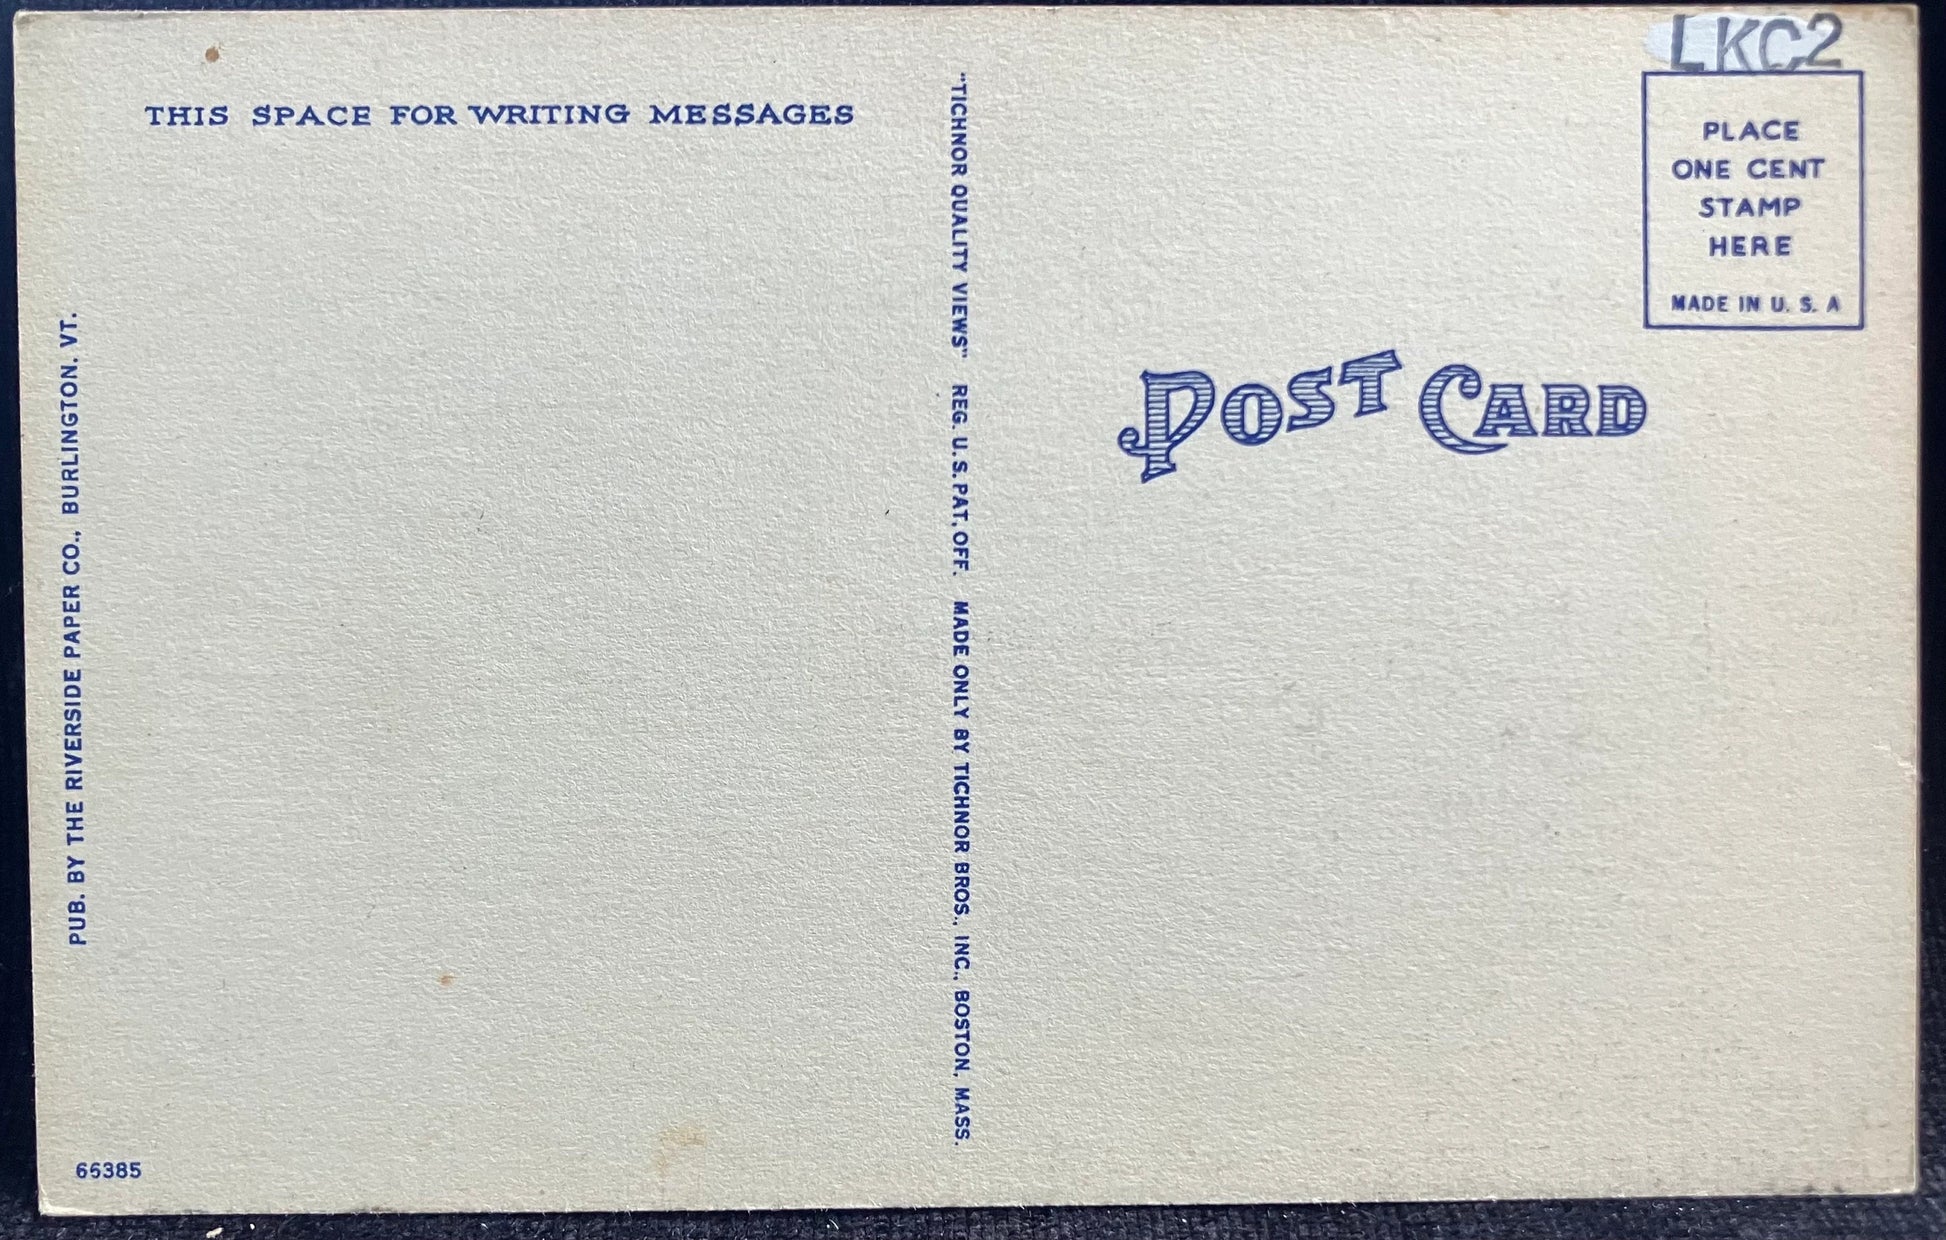 LKC2
THIS SPACE FOR WRITING MESSAGES
PLACE
ONE CENT
STAMP
HERE
MADE IN U. S. A
POST CARD
"TICHNOR QUALITY VIEWS" REG. U. S. PAT. OFF. MADE ONLY BY TICHNOR BROS., INC., BOSTON, MASS.
PUB. BY THE RIVERSIDE PAPER CO., BURLINGTON, VT.
66385